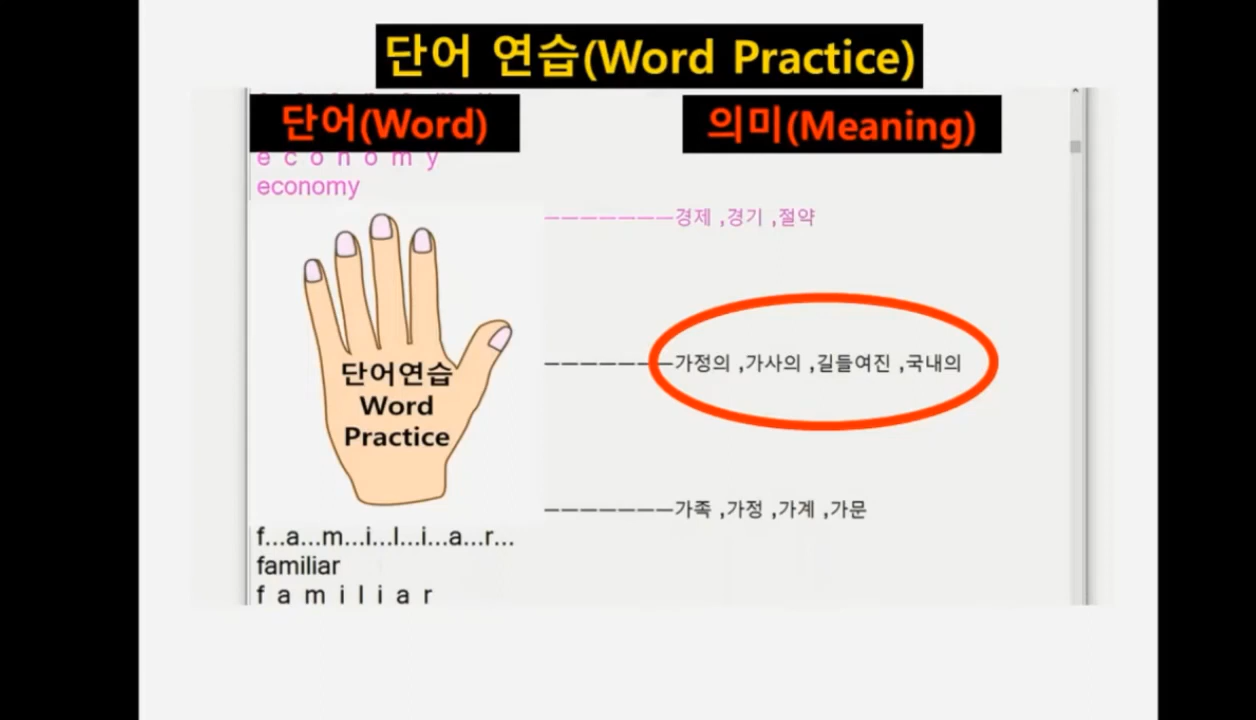 단어 연습(Word Practice)
단어(Word)
의미(Meaning)
e c o n o m y
economy
———————경제 ,경기 ,절약
단어연습
Word
Practice
———————가정의 ,가사의 ,길들여진 ,국내의
———————가족 ,가정 ,가계 ,가문
f...a...m...i...l...i...a...r...
familiar
f a m i l i a r